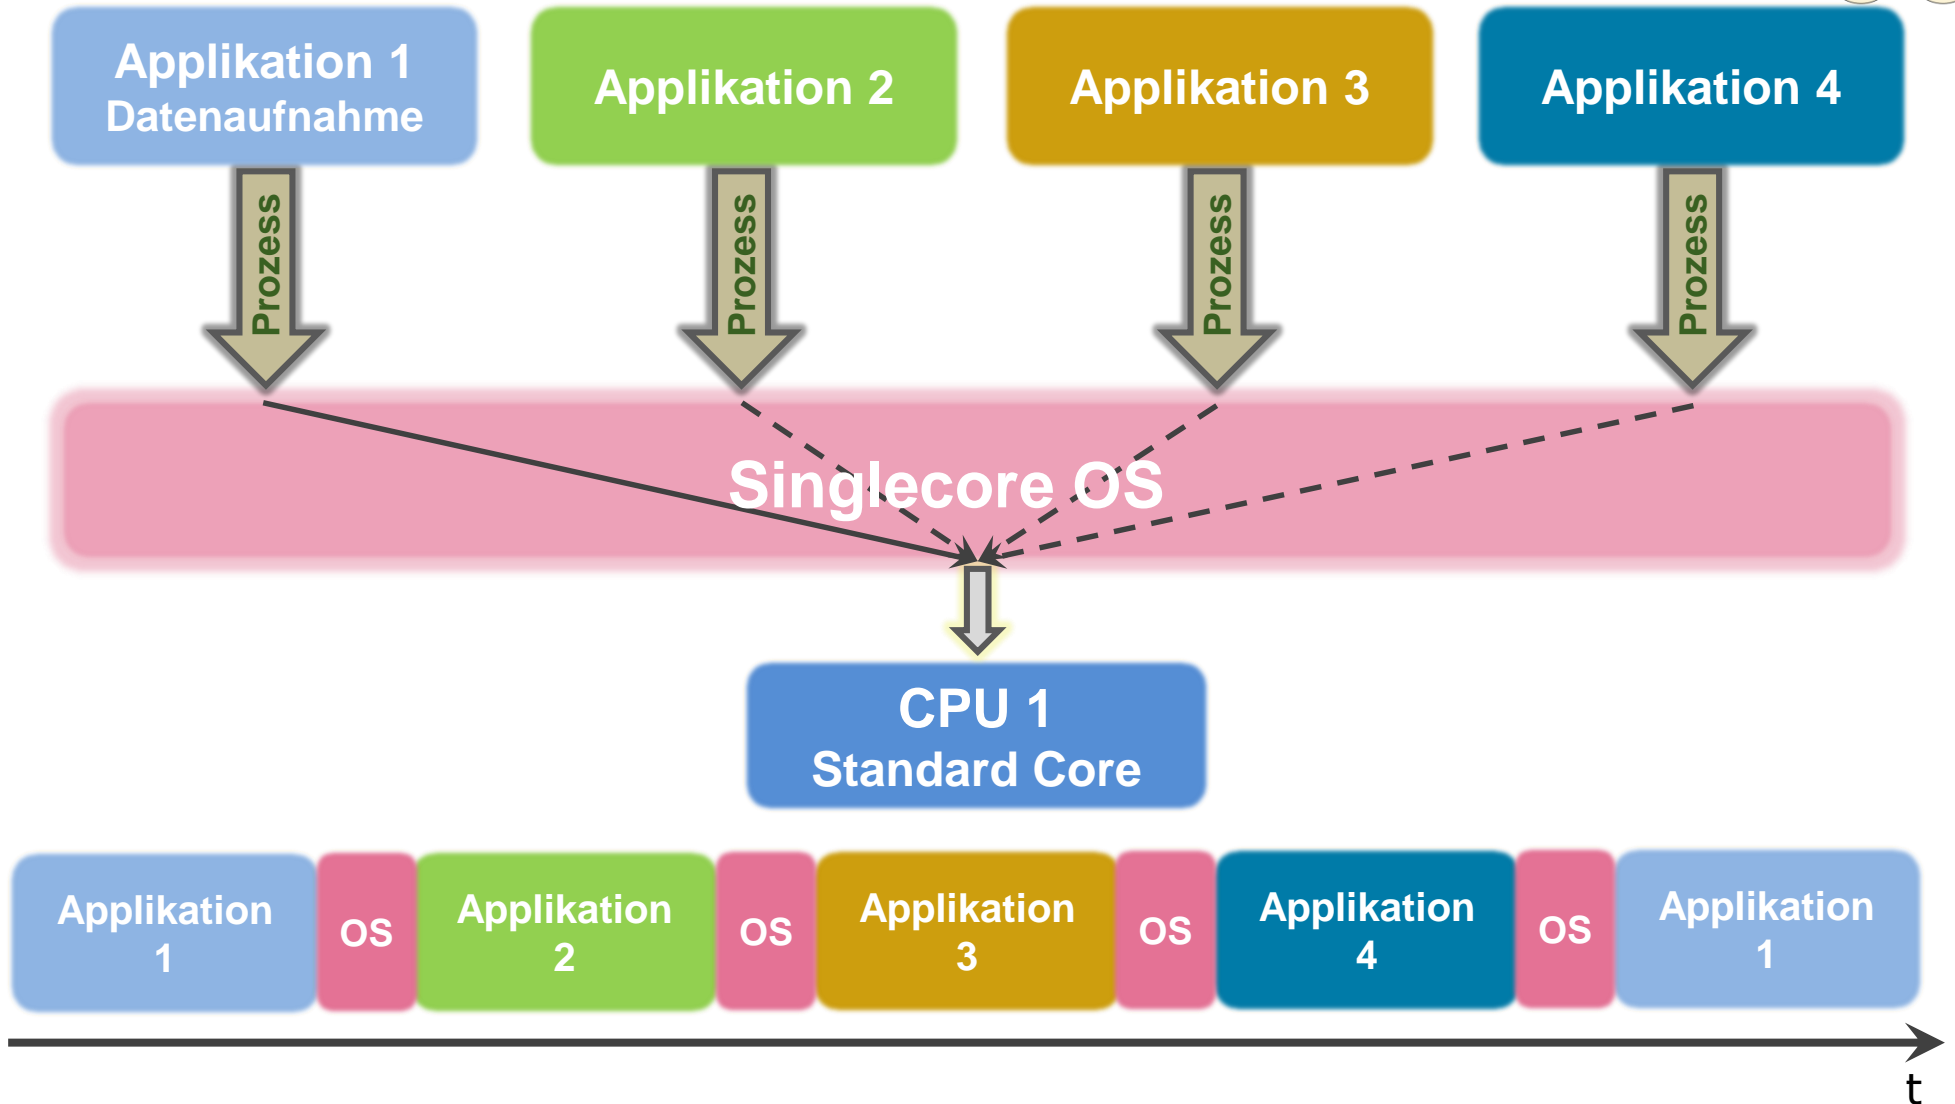 Applikation 1
Datenaufnahme
Applikation 2
Applikation 3
Applikation 4
Prozess
Prozess
Prozess
Prozess
Singlecore OS
CPU 1
Standard Core
Applikation
1
OS
Applikation
2
OS
Applikation
3
OS
Applikation
4
OS
Applikation
1
t